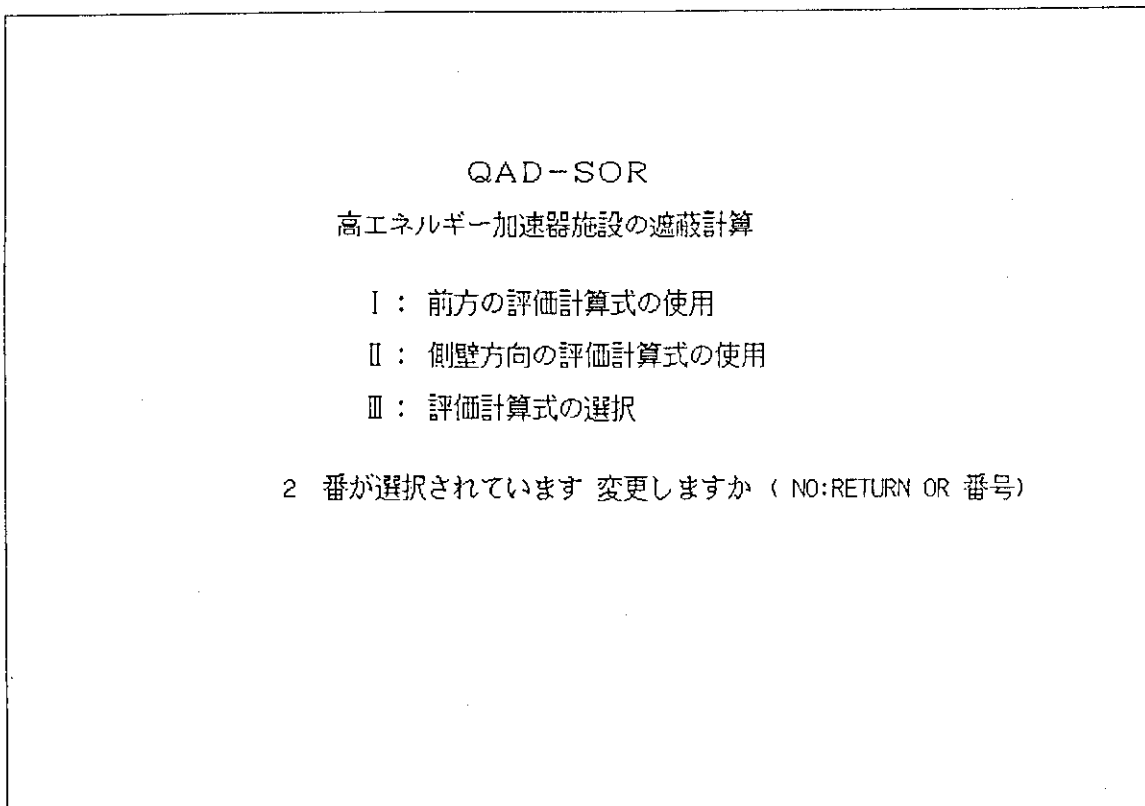 QAD-SOR
高エネルギー加速器施設の遮蔽計算
Ⅰ： 前方の評価計算式の使用
Ⅱ： 側壁方向の評価計算式の使用
Ⅲ： 評価計算式の選択
2 番が選択されています 変更しますか ( NO:RETURN OR 番号)